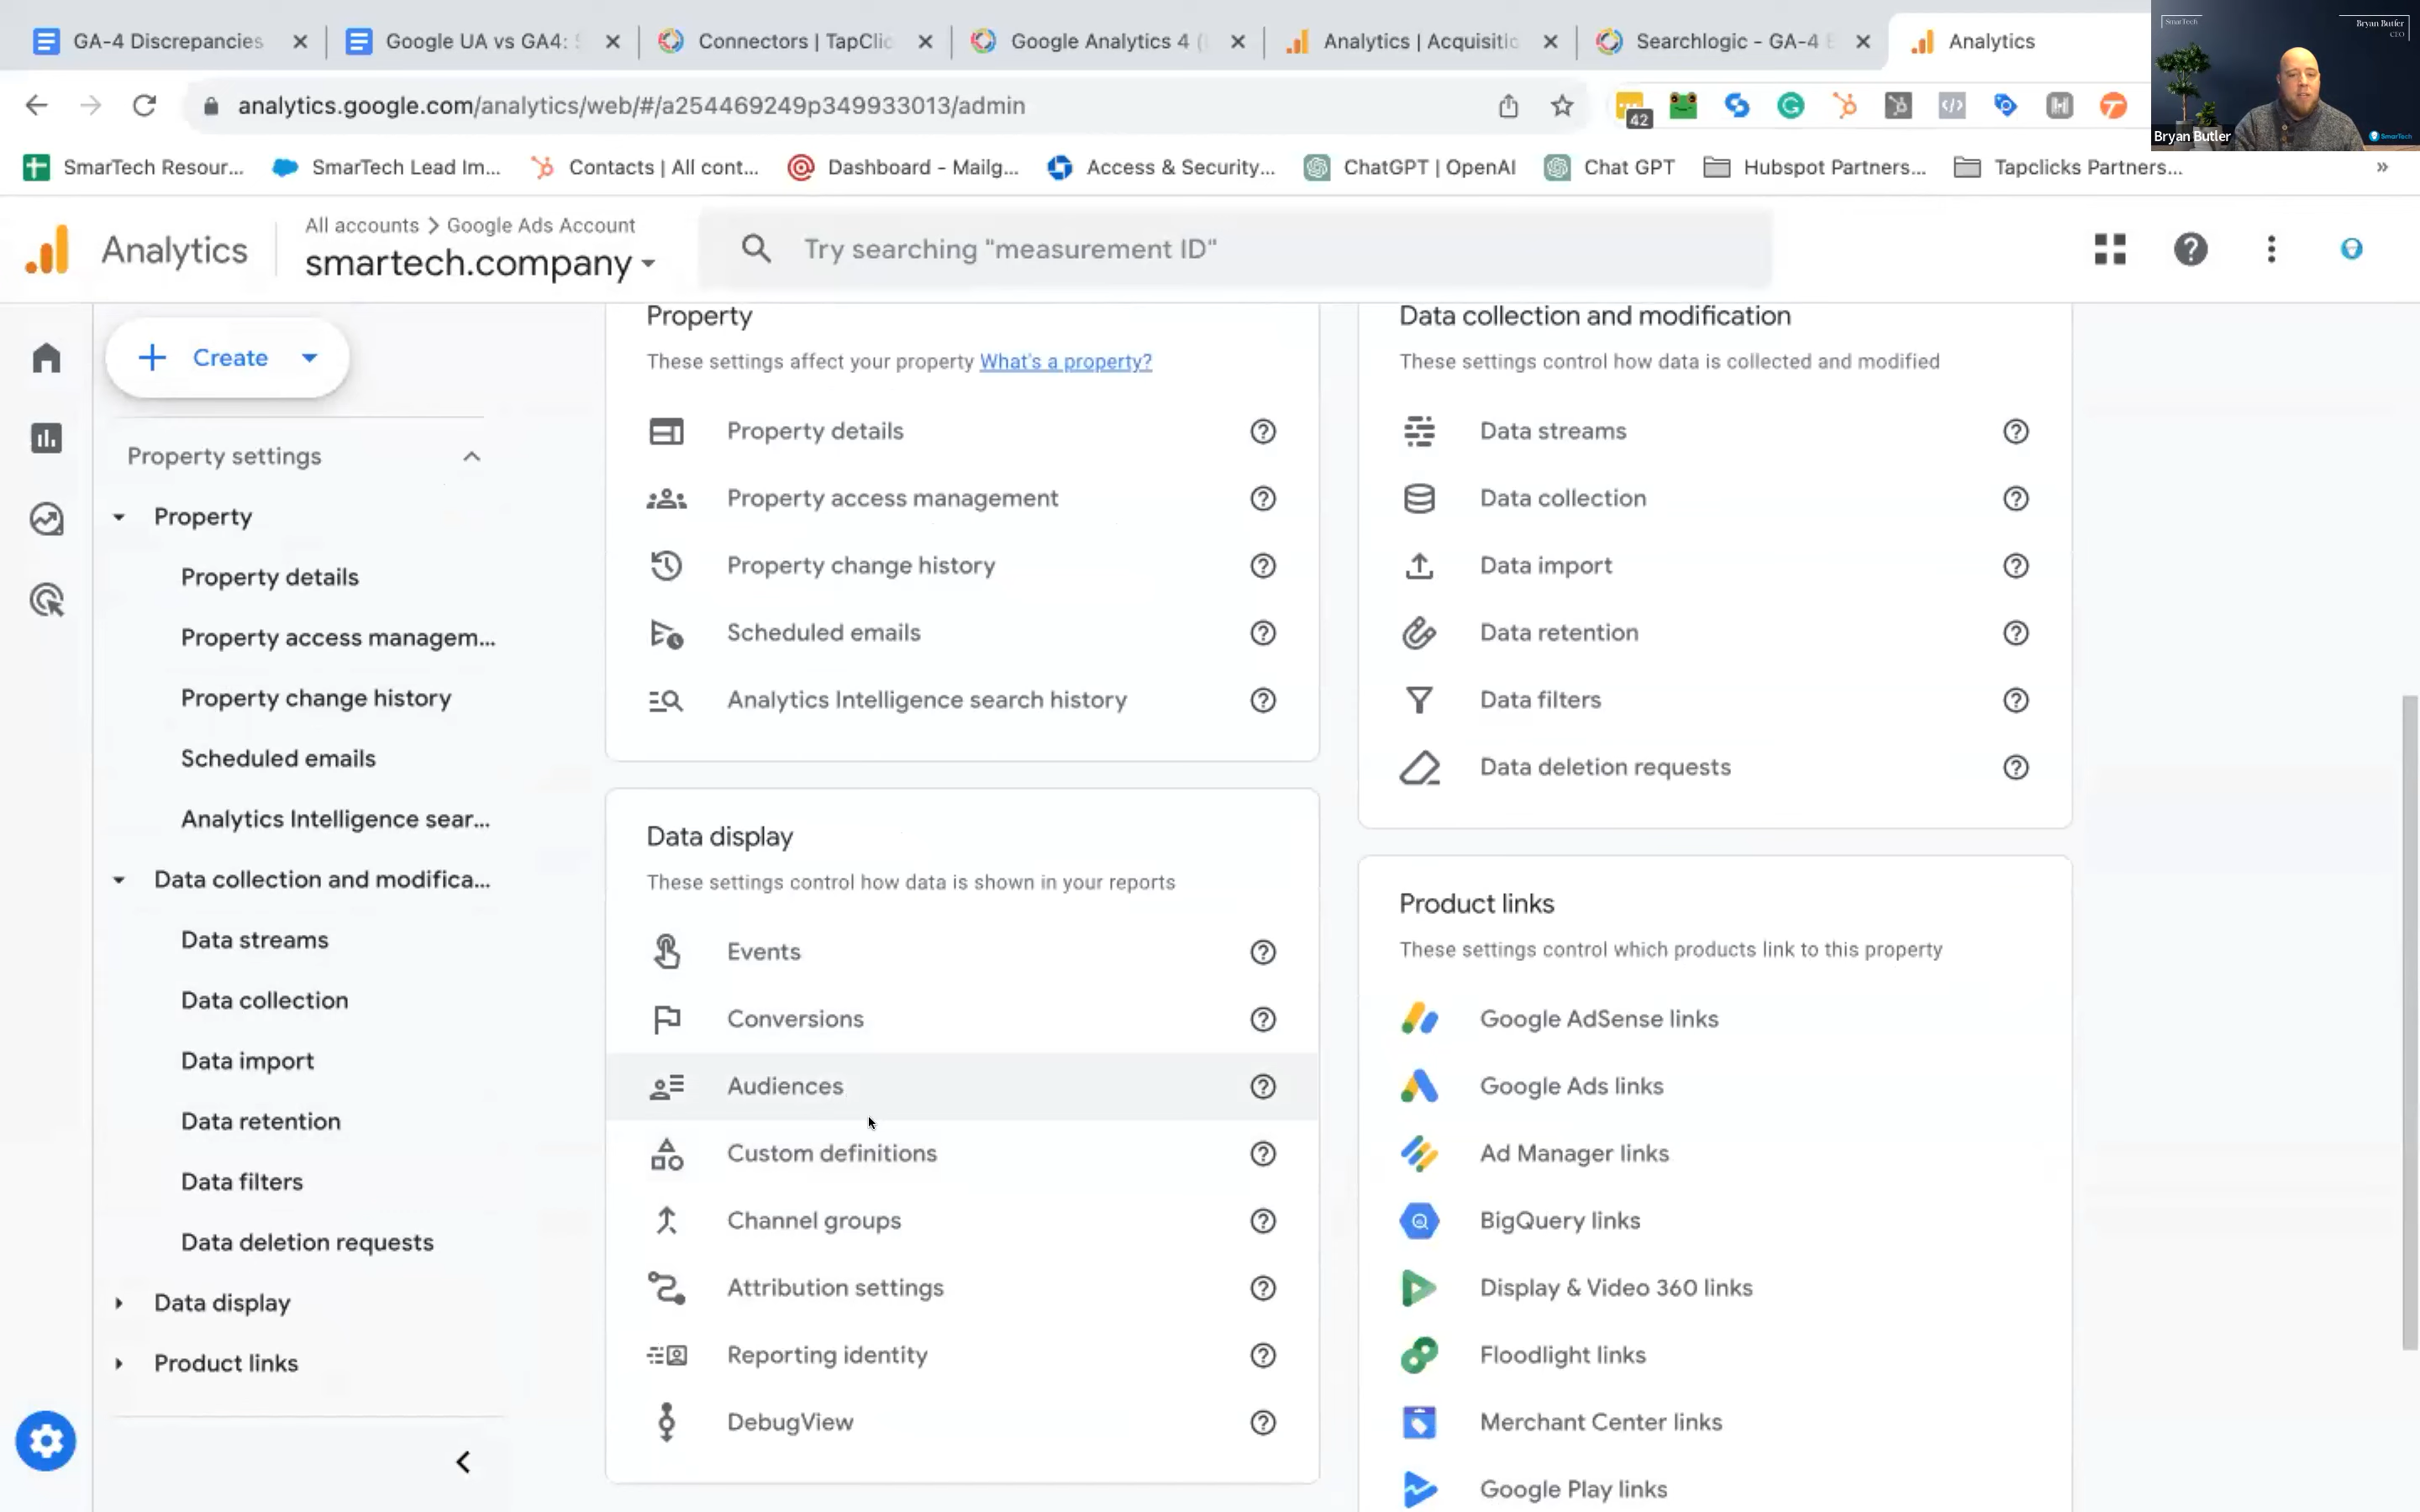 GA-4 Discrepancies
Google UA vs GA4:
Connectors | TapClic
Google Analytics 4 (
Analytics | Acquisitic
Searchlogic - GA-4
Analytics
SmarTech
Bryan Butler
CEO
analytics.google.com/analytics/web/#/a254469249p349933013/admin
42
Bryan Butler
SmarTech
SmarTech Resour...
SmarTech Lead Im...
Contacts | All cont...
Dashboard - Mailg...
Access & Security...
ChatGPT | OpenAI
Chat GPT
Hubspot Partners...
Tapclicks Partners...
»
Analytics
All accounts > Google Ads Account
smartech.company
Try searching "measurement ID"
Create
Property settings
Property
Property details
Property access managem...
Property change history
Scheduled emails
Analytics Intelligence sear...
Data collection and modifica...
Data streams
Data collection
Data import
Data retention
Data filters
Data deletion requests
Data display
Product links
Property
These settings affect your property What's a property?
Property details
Property access management
Property change history
Scheduled emails
Analytics Intelligence search history
Data display
These settings control how data is shown in your reports
Events
Conversions
Audiences
Custom definitions
Channel groups
Attribution settings
Reporting identity
DebugView
Data collection and modification
These settings control how data is collected and modified
Data streams
Data collection
Data import
Data retention
Data filters
Data deletion requests
Product links
These settings control which products link to this property
Google AdSense links
Google Ads links
Ad Manager links
BigQuery links
Display & Video 360 links
Floodlight links
Merchant Center links
Google Play links